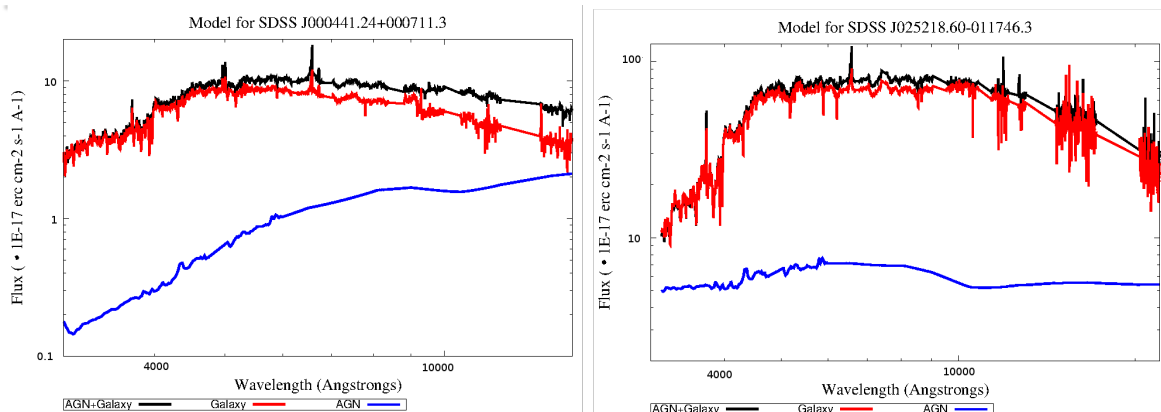 Model for SDSS J000441.24+000711.3
10
1
0.1
Flux ( • 1E-17 erc cm-2 s-1 A-1)
4000 10000
Wavelength (Angstrongs)
AGN+Galaxy Galaxy AGN
Model for SDSS J025218.60-011746.3
100
10
Flux ( • 1E-17 erc cm-2 s-1 A-1)
4000 10000
Wavelength (Angstrongs)
AGN+Galaxy Galaxy AGN